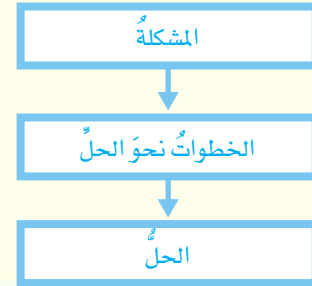 المشكلةُ
الخطواتُ نحوَ الحلِّ
الحلُّ